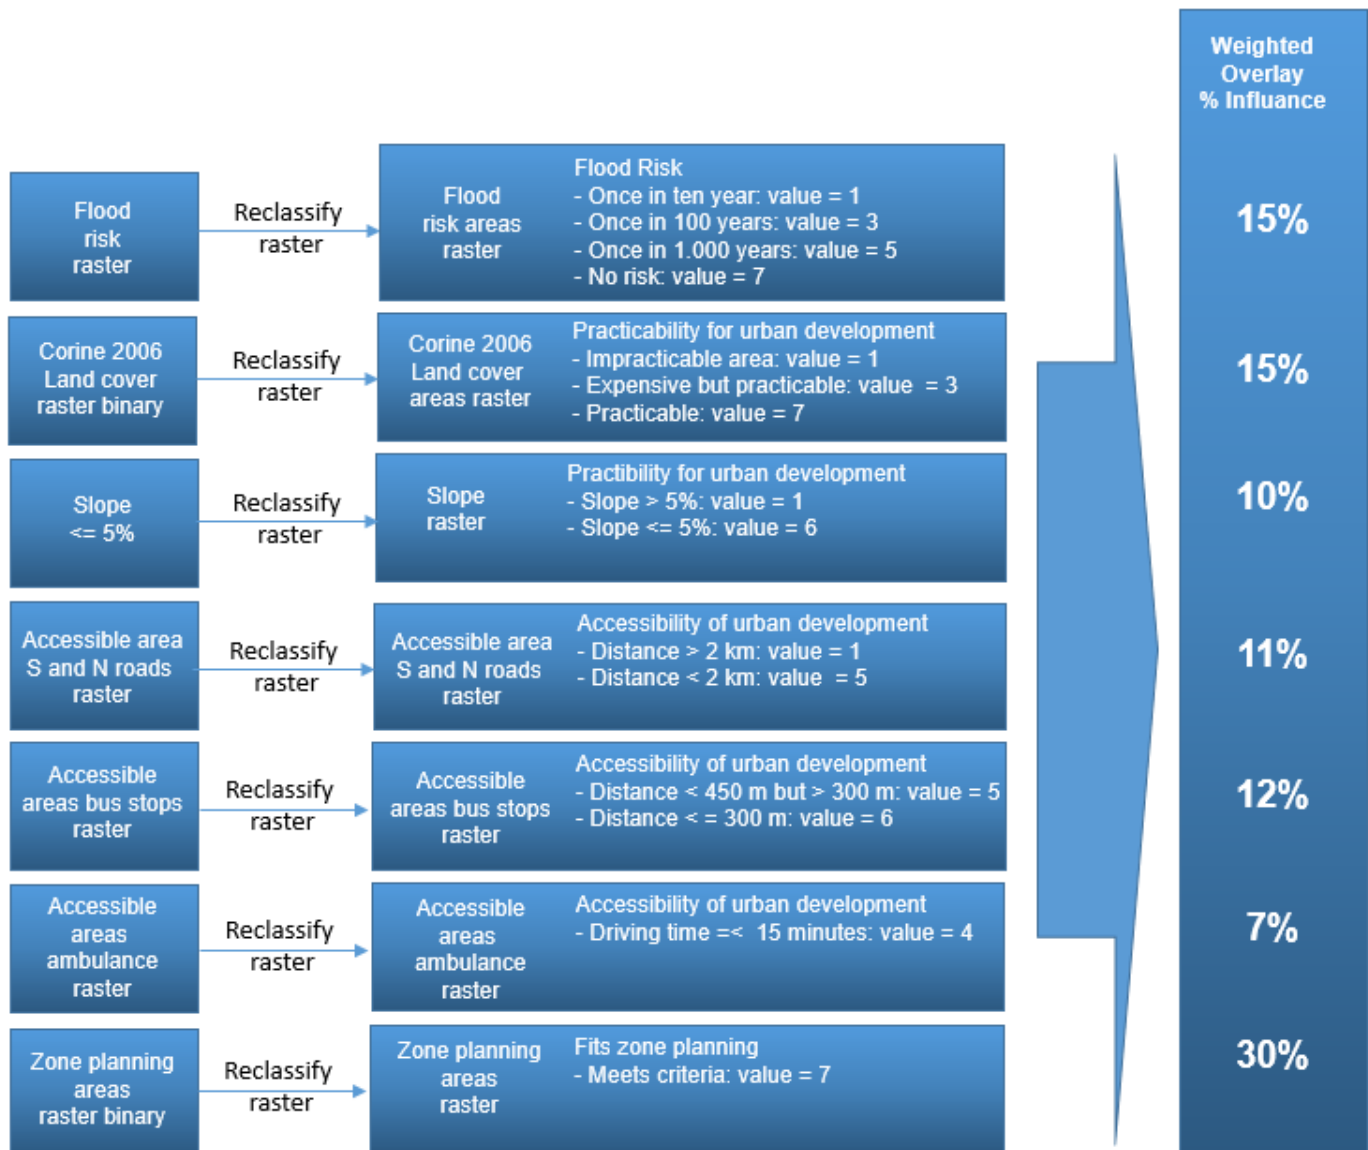 Weighted
Overlay
% Influance
Flood
risk
raster
Reclassify
raster
Flood
risk areas
raster
Flood Risk
- Once in ten year: value = 1
- Once in 100 years: value = 3
- Once in 1.000 years: value = 5
- No risk: value = 7
15%
Corine 2006
Land cover
raster binary
Reclassify
raster
Corine 2006
Land cover
areas raster
Practicability for urban development
- Impracticable area: value = 1
- Expensive but practicable: value  = 3
- Practicable: value = 7
15%
Slope
<= 5%
Reclassify
raster
Slope
raster
Practibility for urban development
- Slope > 5%: value = 1
- Slope <= 5%: value = 6
10%
Accessible area
S and N roads
raster
Reclassify
raster
Accessible area
S and N roads
raster
Accessibility of urban development
- Distance > 2 km: value = 1
- Distance < 2 km: value  = 5
11%
Accessible
areas bus stops
raster
Reclassify
raster
Accessible
areas bus stops
raster
Accessibility of urban development
- Distance < 450 m but > 300 m: value = 5
- Distance < = 300 m: value = 6
12%
Accessible
areas
ambulance
raster
Reclassify
raster
Accessible
areas
ambulance
raster
Accessibility of urban development
- Driving time =<  15 minutes: value = 4
7%
Zone planning
areas
raster binary
Reclassify
raster
Zone planning
areas
raster
Fits zone planning
- Meets criteria: value = 7
30%